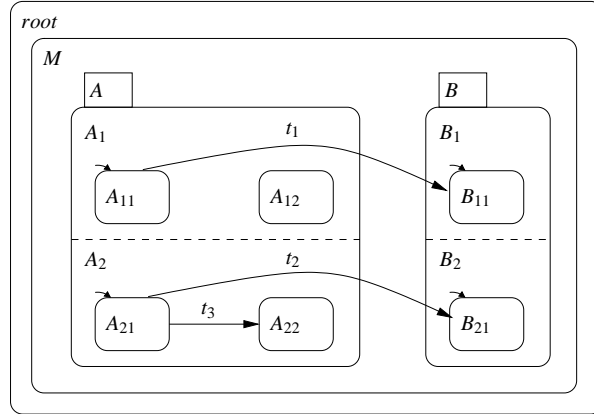 root
M
A B
A₁ t₁ B₁
A₁₁ A₁₂ B₁₁
A₂ t₂ B₂
A₂₁ t₃ A₂₂ B₂₁